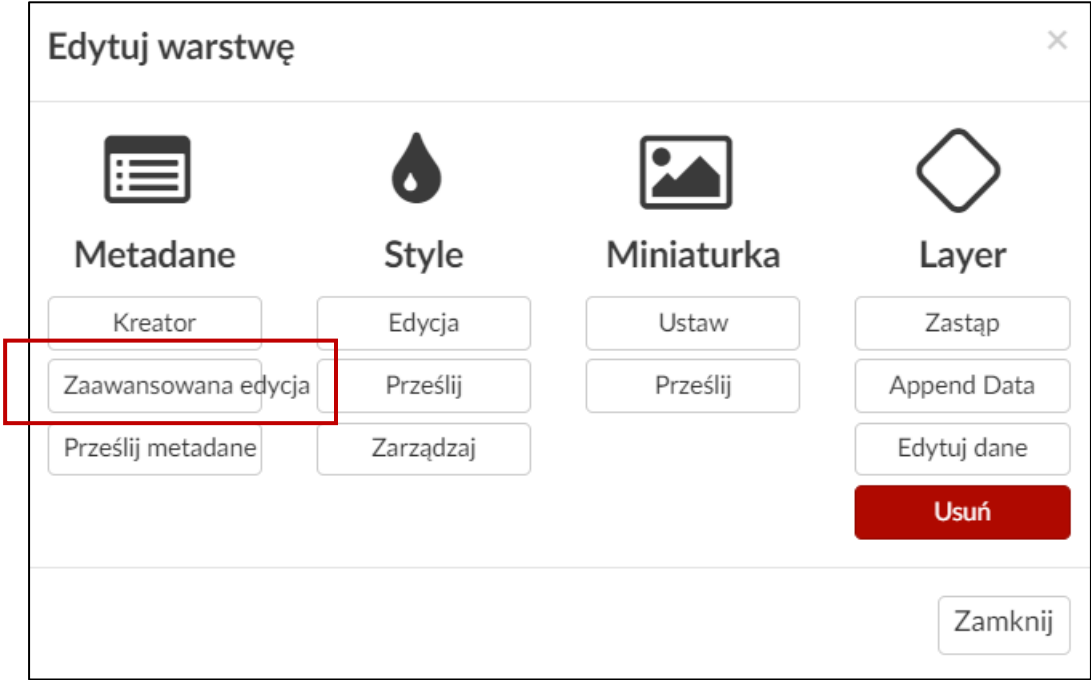 Edytuj warstwę
×
Metadane
Style
Miniaturka
Layer
Kreator
Edycja
Ustaw
Zastąp
Zaawansowana edycja
Prześlij
Prześlij
Append Data
Prześlij metadane
Zarządzaj
Edytuj dane
Usuń
Zamknij